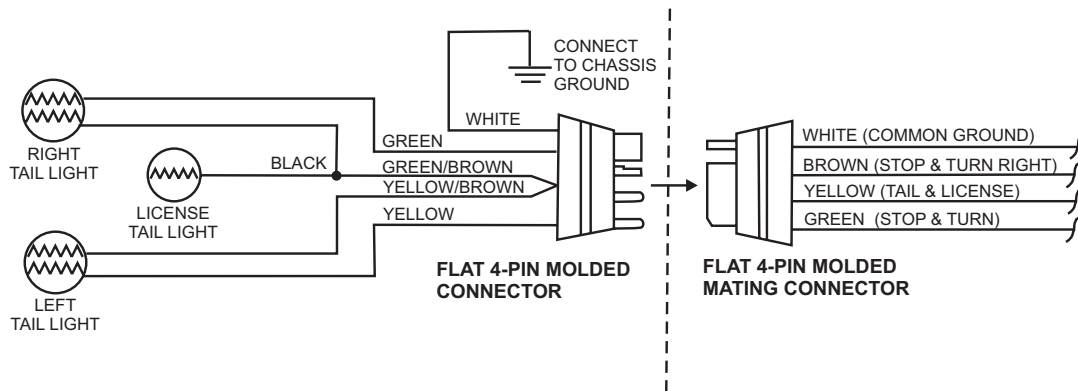 CONNECT
TO CHASSIS
GROUND
WHITE
GREEN
RIGHT
TAIL LIGHT
BLACK
GREEN/BROWN
YELLOW/BROWN
LICENSE
TAIL LIGHT
YELLOW
LEFT
TAIL LIGHT
FLAT 4-PIN MOLDED
CONNECTOR
WHITE (COMMON GROUND)
BROWN (STOP & TURN RIGHT)
YELLOW (TAIL & LICENSE)
GREEN (STOP & TURN)
FLAT 4-PIN MOLDED
MATING CONNECTOR